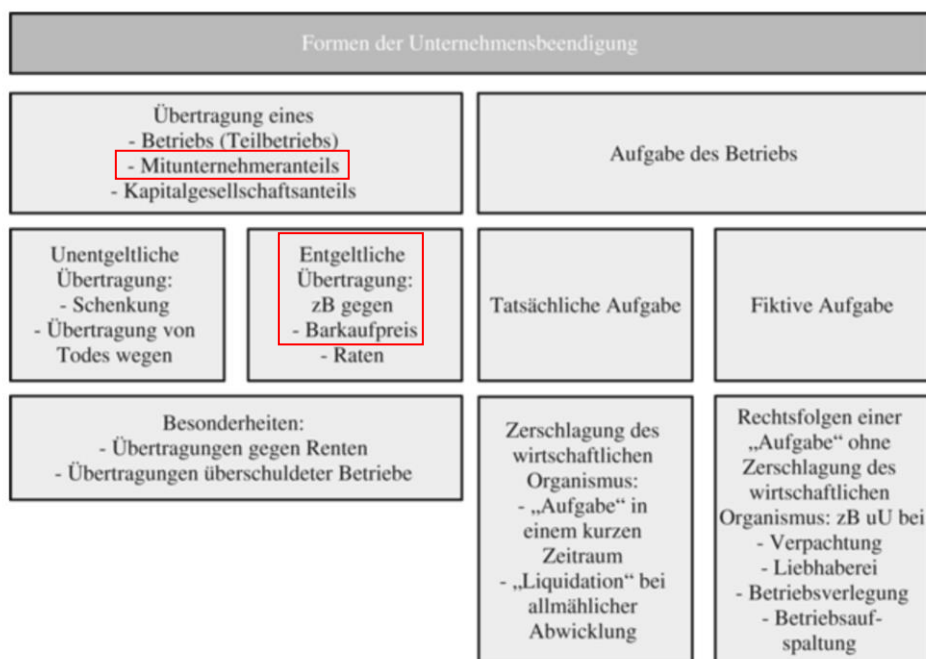 Formen der Unternehmensbeendigung
Übertragung eines
- Betriebs (Teilbetriebs)
- Mitunternehmeranteils
- Kapitalgesellschaftsanteils
Aufgabe des Betriebs
Unentgeltliche
Übertragung:
- Schenkung
- Übertragung von
Todes wegen
Entgeltliche
Übertragung:
zB gegen
- Barkaufpreis
- Raten
Tatsächliche Aufgabe
Fiktive Aufgabe
Besonderheiten:
- Übertragungen gegen Renten
- Übertragungen überschuldeter Betriebe
Zerschlagung des
wirtschaftlichen
Organismus:
- „Aufgabe“ in
einem kurzen
Zeitraum
- „Liquidation“ bei
allmählicher
Abwicklung
Rechtsfolgen einer
„Aufgabe“ ohne
Zerschlagung des
wirtschaftlichen
Organismus: zB uU bei
- Verpachtung
- Liebhaberei
- Betriebsverlegung
- Betriebsauf-
spaltung